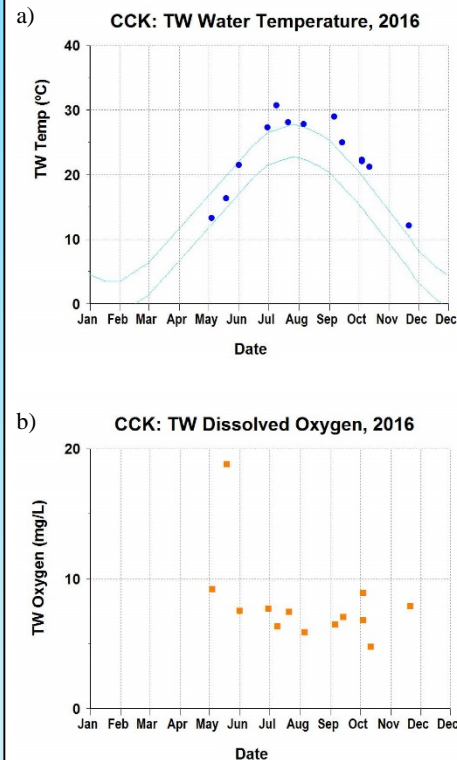 a)
CCK: TW Water Temperature, 2016
TW Temp (ºC)
40
30
20
10
0
Jan Feb Mar Apr May Jun Jul Aug Sep Oct Nov Dec Dec
Date
b)
CCK: TW Dissolved Oxygen, 2016
TW Oxygen (mg/L)
20
10
0
Jan Feb Mar Apr May Jun Jul Aug Sep Oct Nov Dec Dec
Date